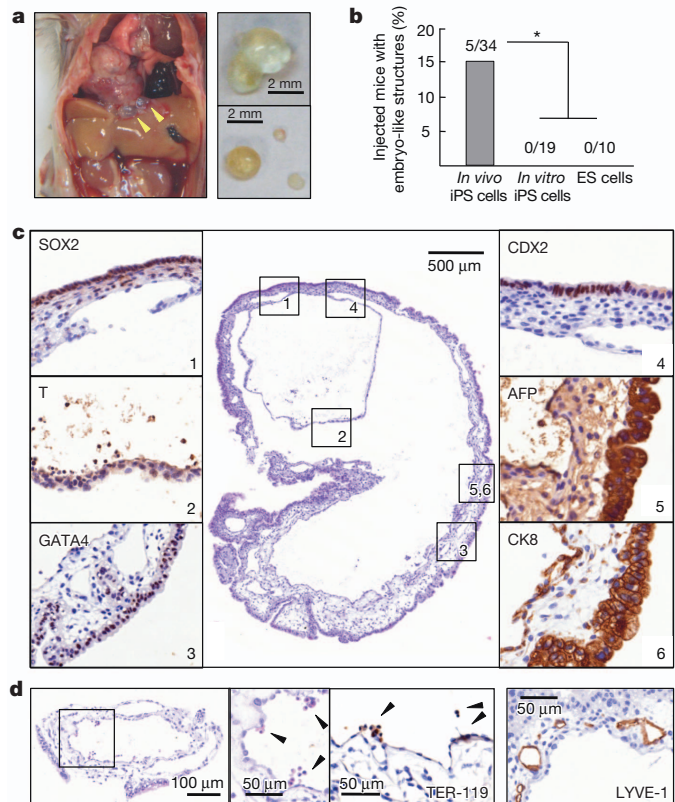 a
2 mm
2 mm
b
Injected mice with
embryo-like structures (%)
20
15
10
5
5/34
*
0/19
0/10
In vivo
iPS cells
In vitro
iPS cells
ES cells
c
SOX2
1
T
2
GATA4
3
500 μm
1
4
2
5,6
3
CDX2
4
AFP
5
CK8
6
d
100 μm
50 μm
50 μm
TER-119
50 μm
LYVE-1